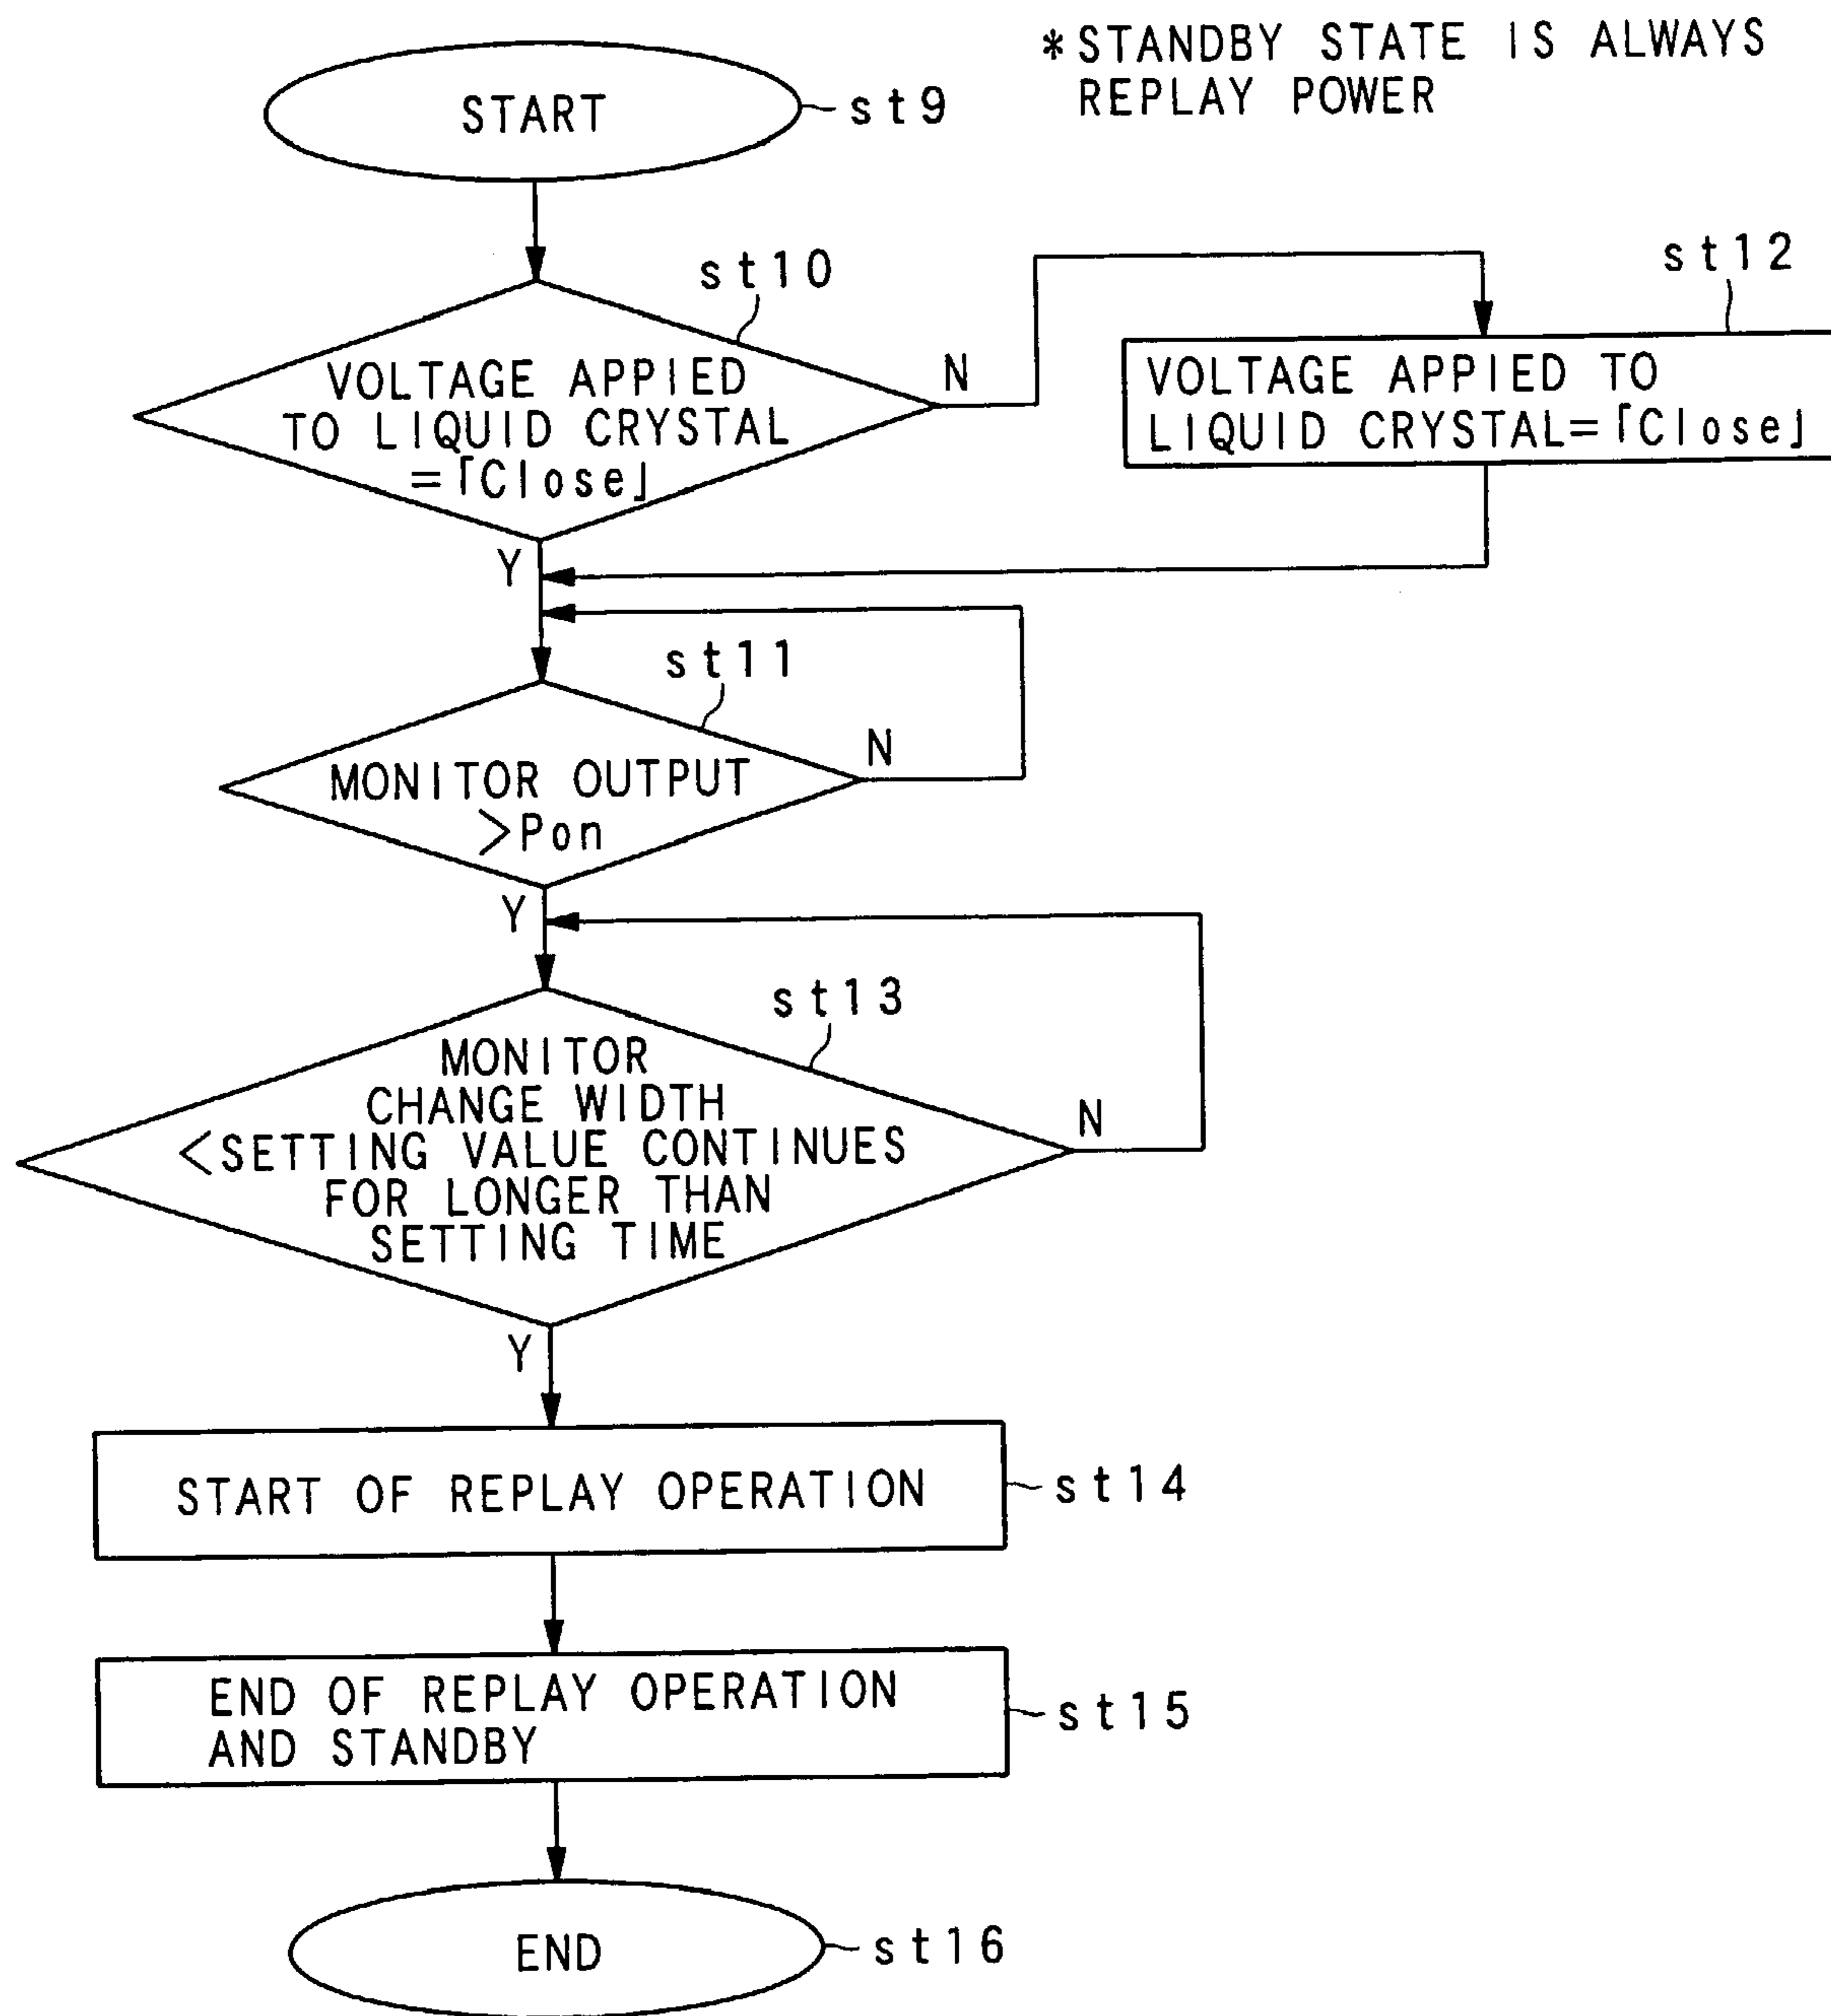 *STANDBY STATE IS ALWAYS
REPLAY POWER
START
st9
st10
VOLTAGE APPIED
TO LIQUID CRYSTAL
=「Close」
N
Y
st12
VOLTAGE APPIED TO
LIQUID CRYSTAL=「Close」
st11
MONITOR OUTPUT
>Pon
N
Y
st13
MONITOR
CHANGE WIDTH
<SETTING VALUE CONTINUES
FOR LONGER THAN
SETTING TIME
N
Y
START OF REPLAY OPERATION
st14
END OF REPLAY OPERATION
AND STANDBY
st15
END
st16